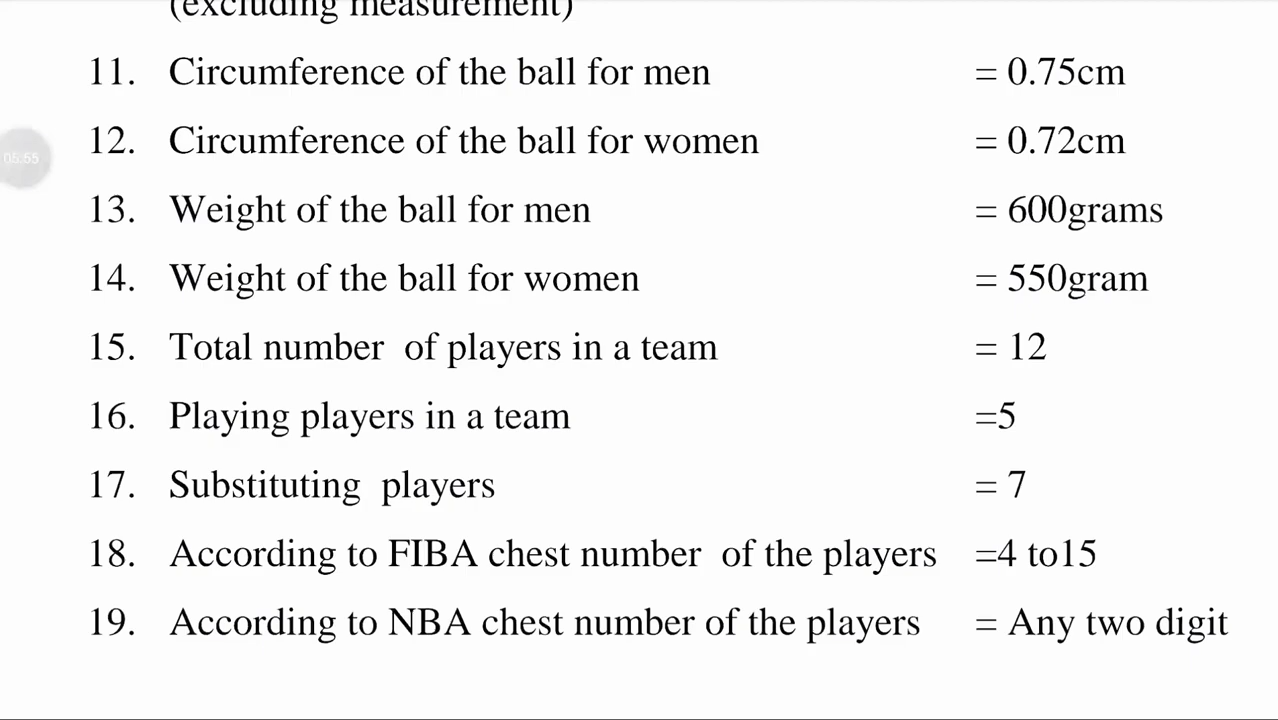 (excluding measurement)
11. Circumference of the ball for men = 0.75cm
05:55
12. Circumference of the ball for women = 0.72cm
13. Weight of the ball for men = 600grams
14. Weight of the ball for women = 550gram
15. Total number of players in a team = 12
16. Playing players in a team =5
17. Substituting players = 7
18. According to FIBA chest number of the players =4 to15
19. According to NBA chest number of the players = Any two digit